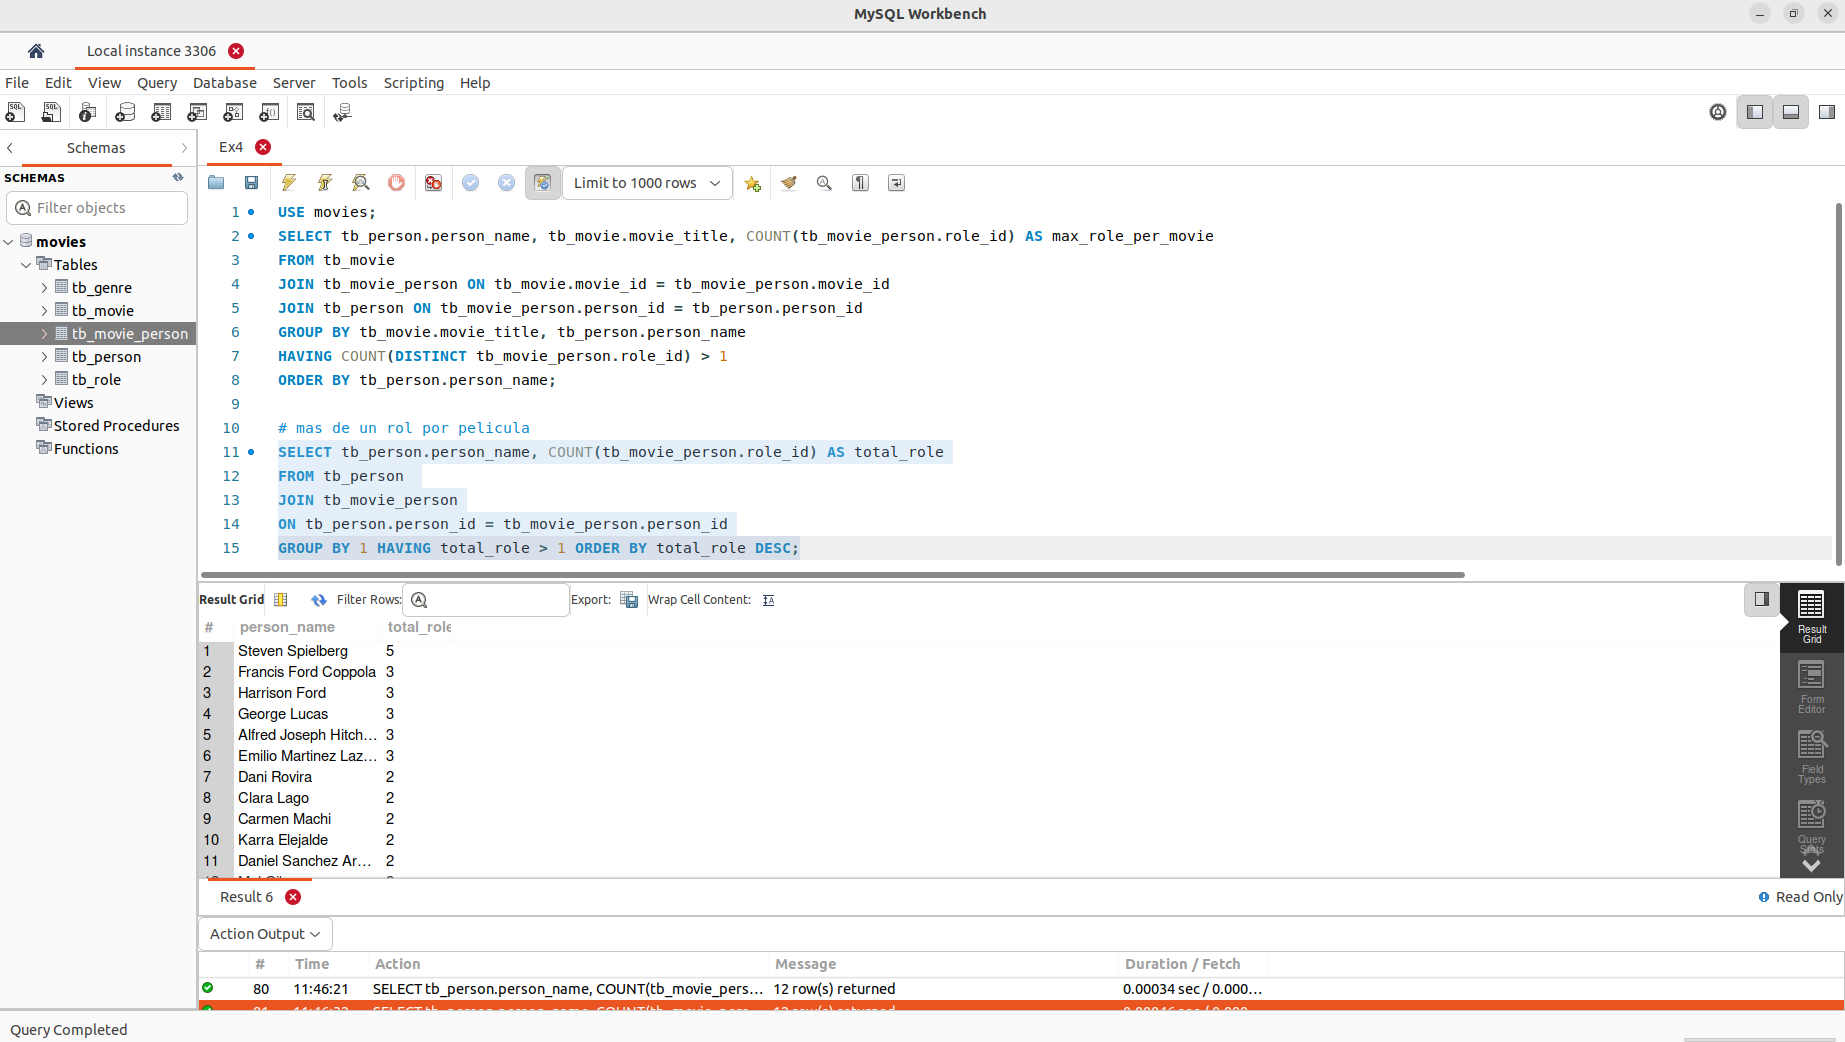 MySQL Workbench
Local instance 3306
File Edit View Query Database Server Tools Scripting Help
Schemas
Ex4
SCHEMAS
Filter objects
movies
Tables
tb_genre
tb_movie
tb_movie_person
tb_person
tb_role
Views
Stored Procedures
Functions
Limit to 1000 rows
1 USE movies;
2 SELECT tb_person.person_name, tb_movie.movie_title, COUNT(tb_movie_person.role_id) AS max_role_per_movie
3 FROM tb_movie
4 JOIN tb_movie_person ON tb_movie.movie_id = tb_movie_person.movie_id
5 JOIN tb_person ON tb_movie_person.person_id = tb_person.person_id
6 GROUP BY tb_movie.movie_title, tb_person.person_name
7 HAVING COUNT(DISTINCT tb_movie_person.role_id) > 1
8 ORDER BY tb_person.person_name;
9
10 # mas de un rol por pelicula
11 SELECT tb_person.person_name, COUNT(tb_movie_person.role_id) AS total_role
12 FROM tb_person
13 JOIN tb_movie_person
14 ON tb_person.person_id = tb_movie_person.person_id
15 GROUP BY 1 HAVING total_role > 1 ORDER BY total_role DESC;
Result Grid Filter Rows: Export: Wrap Cell Content:
# person_name total_role
1 Steven Spielberg 5
2 Francis Ford Coppola 3
3 Harrison Ford 3
4 George Lucas 3
5 Alfred Joseph Hitch... 3
6 Emilio Martinez Laz... 3
7 Dani Rovira 2
8 Clara Lago 2
9 Carmen Machi 2
10 Karra Elejalde 2
11 Daniel Sanchez Ar... 2
Result Grid
Form Editor
Field Types
Query Stats
Result 6
Read Only
Action Output
# Time Action Message Duration / Fetch
80 11:46:21 SELECT tb_person.person_name, COUNT(tb_movie_pers... 12 row(s) returned 0.00034 sec / 0.000...
Query Completed